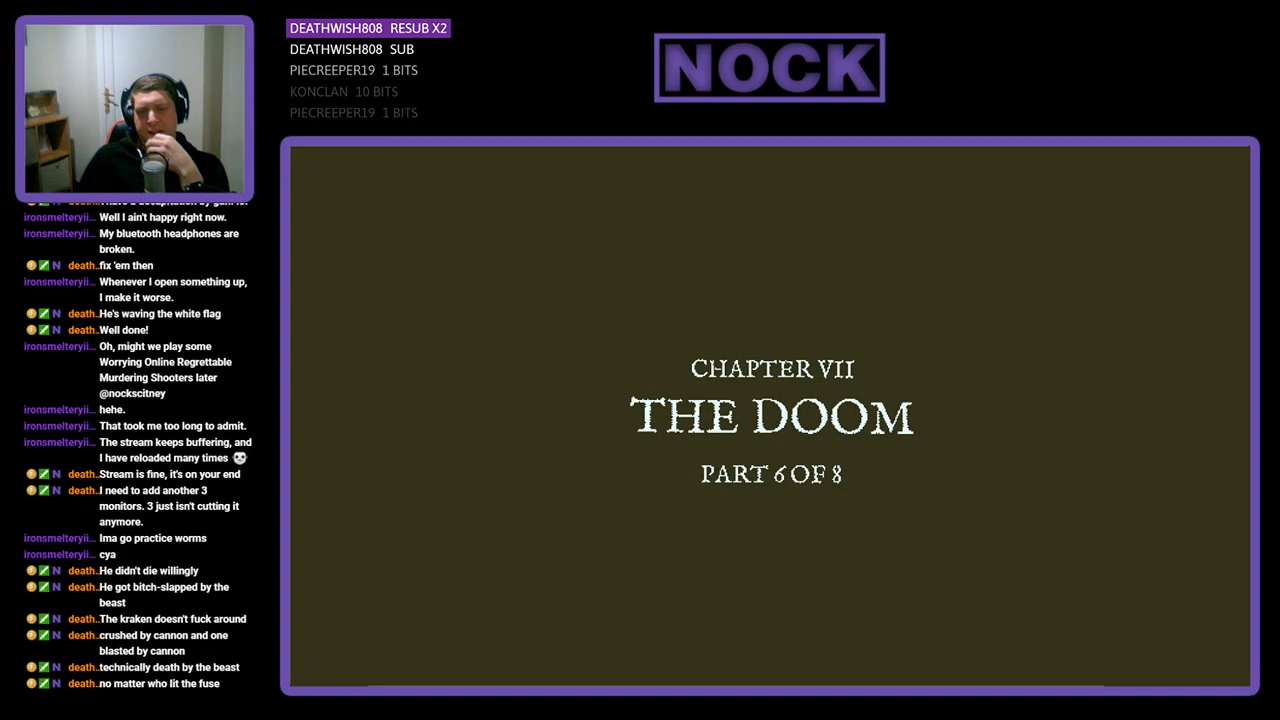 DEATHWISH808 RESUB X2
DEATHWISH808 SUB
PIECREEPER19 1 BITS
KONCLAN 10 BITS
PIECREEPER19 1 BITS
NOCK
ironsmelteryii... Well I ain't happy right now.
ironsmelteryii... My bluetooth headphones are
broken.
N death.. fix 'em then
ironsmelteryii... Whenever I open something up,
I make it worse.
N death.. He's waving the white flag
N death.. Well done!
ironsmelteryii... Oh, might we play some
Worrying Online Regrettable
Murdering Shooters later
@nockscitney
ironsmelteryii... hehe.
ironsmelteryii... That took me too long to admit.
ironsmelteryii... The stream keeps buffering, and
I have reloaded many times
N death.. Stream is fine, it's on your end
N death.. I need to add another 3
monitors. 3 just isn't cutting it
anymore.
ironsmelteryii... Ima go practice worms
ironsmelteryii... cya
N death.. He didn't die willingly
N death.. He got bitch-slapped by the
beast
N death.. The kraken doesn't fuck around
N death.. crushed by cannon and one
blasted by cannon
N death.. technically death by the beast
N death.. no matter who lit the fuse
CHAPTER VII
THE DOOM
PART 6 OF 8